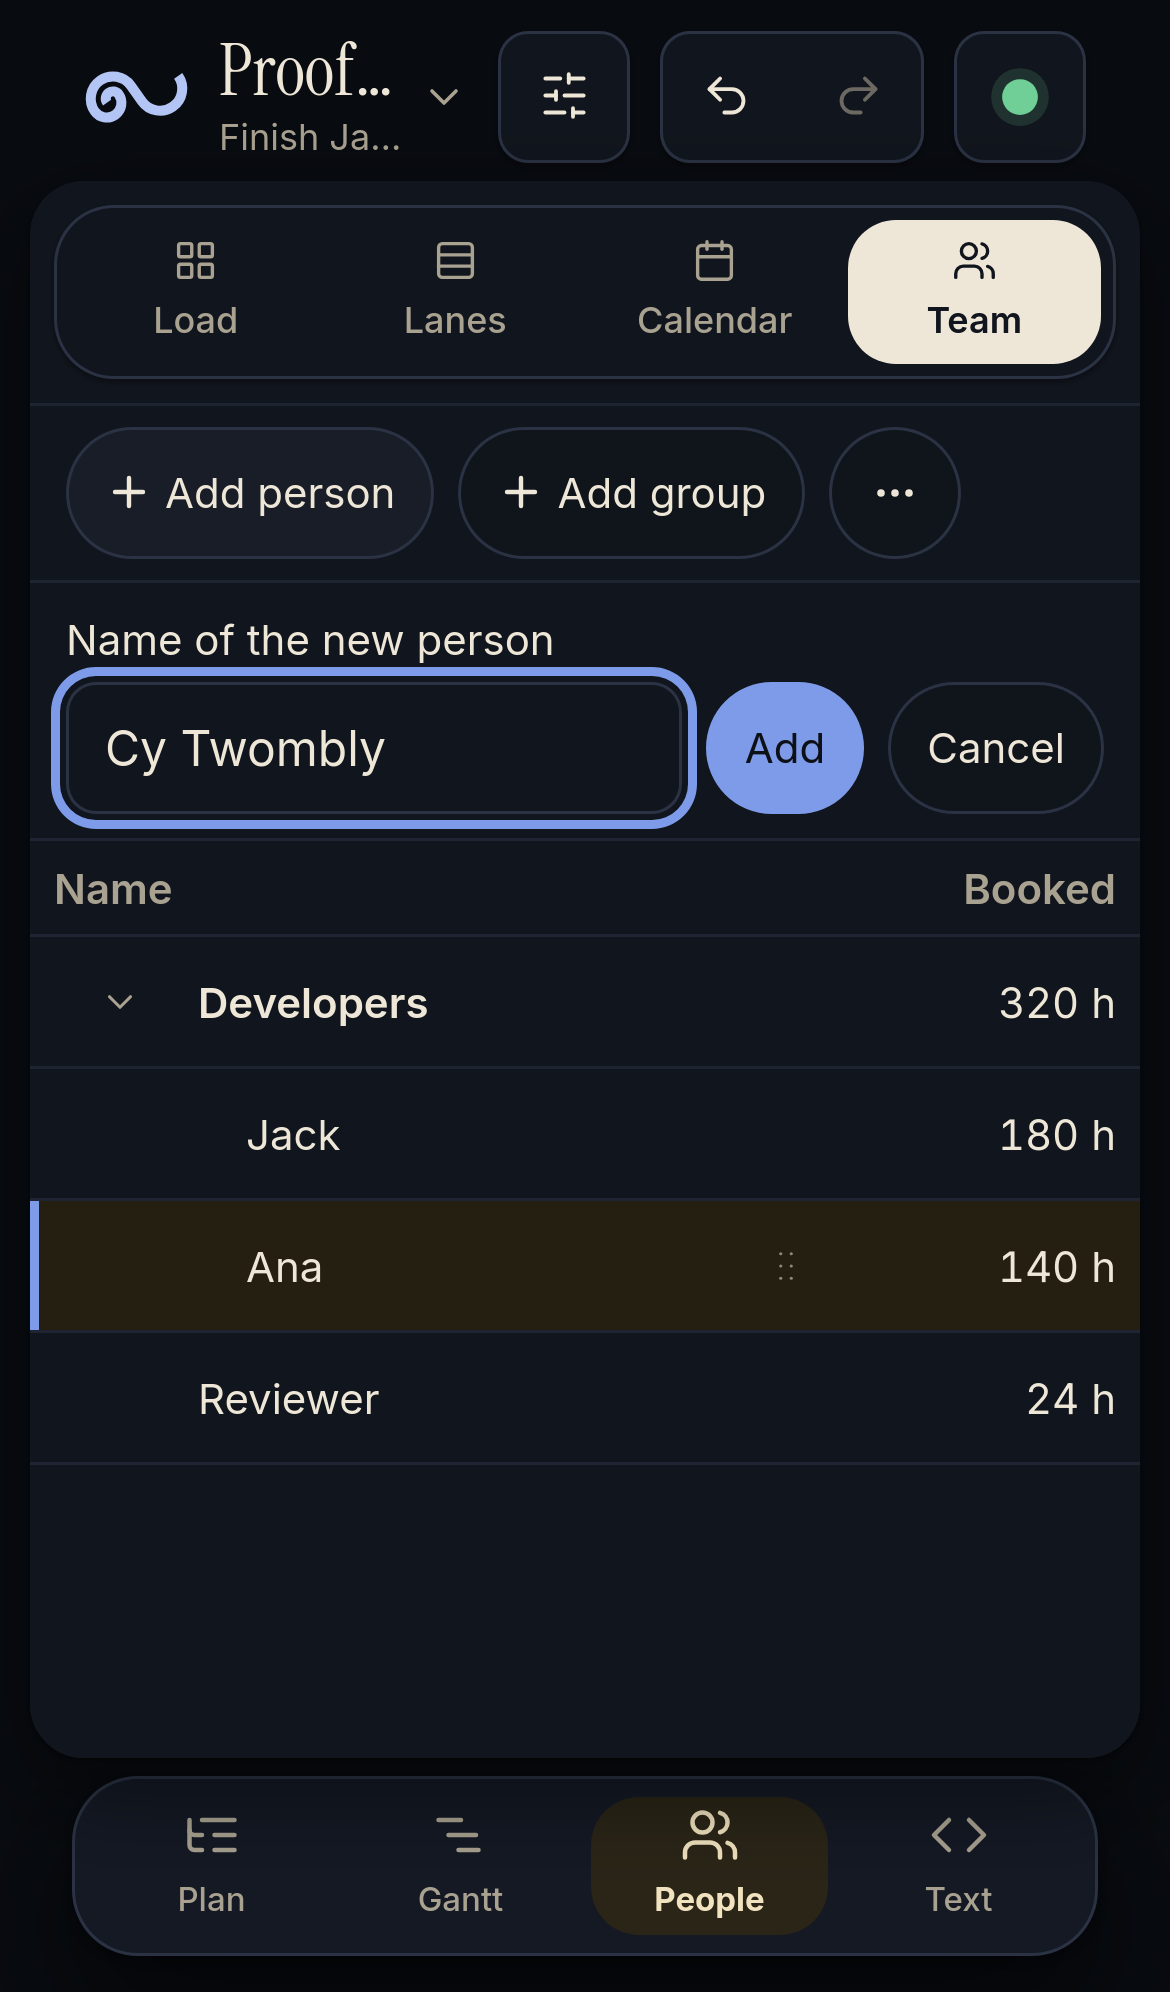 Proof...
Finish Ja...
Load
Lanes
Calendar
Team
+ Add person
+ Add group
...
Name of the new person
Cy Twombly
Add
Cancel
Name Booked
Developers 320 h
Jack 180 h
Ana 140 h
Reviewer 24 h
Plan
Gantt
People
Text